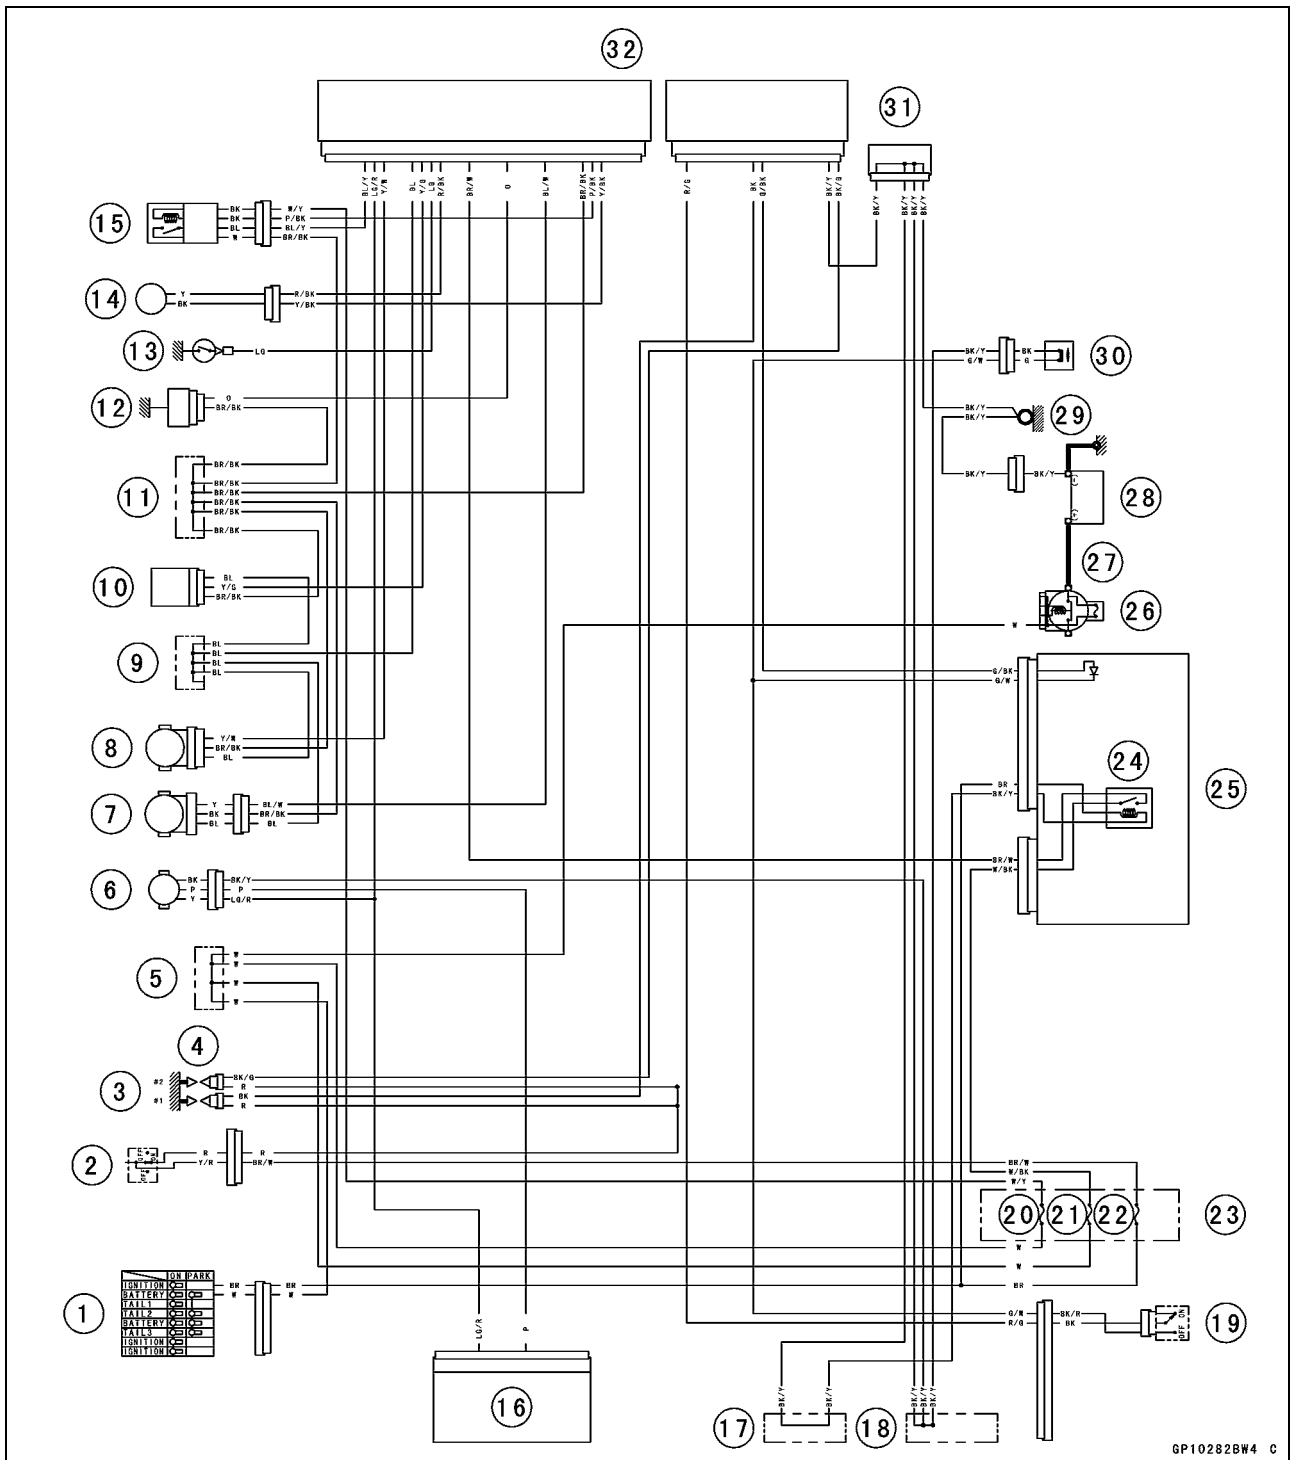 32
31
BL/Y
LG/R
Y/W
BL
Y/G
LG
R/BK
BR/W
O
BL/W
BR/BK
P/BK
Y/BK
R/G
BK
G/BK
BK/Y
BK/G
BK/Y
BK/Y
BK/Y
BK/Y
15
BK W/Y
BK P/BK
BL BL/Y
W BR/BK
14
Y R/BK
BK Y/BK
13
LG
12
O
BR/BK
11
BR/BK
BR/BK
BR/BK
BR/BK
BR/BK
BR/BK
10
BL
Y/G
BR/BK
9
BL
BL
BL
BL
8
Y/W
BR/BK
BL
7
Y BL/W
BK BR/BK
BL BL
6
BK BK/Y
P P
Y LG/R
5
W
W
W
W
4
3
#2
#1
BK/G
R
BK
R
2
OFF ON
OFF
R R
Y/R BR/W
1
ON PARK
IGNITION
BATTERY
TAIL1
TAIL2
BATTERY
TAIL3
IGNITION
IGNITION
BR BR
W W
LG/R
P
16
30
BK/Y BK
G/W G
29
BK/Y
BK/Y
BK/Y BK/Y
(-)
(+)
28
27
26
W
G/BK
G/W
24
25
BR
BK/Y
BR/W
W/BK
BR/W
W/BK
W/Y
20
21
22
23
W
W
BR
G/W BK/R
R/G BK
OFF ON
19
BK/Y
BK/Y
17
BK/Y
BK/Y
BK/Y
18
GP10282BW4 C